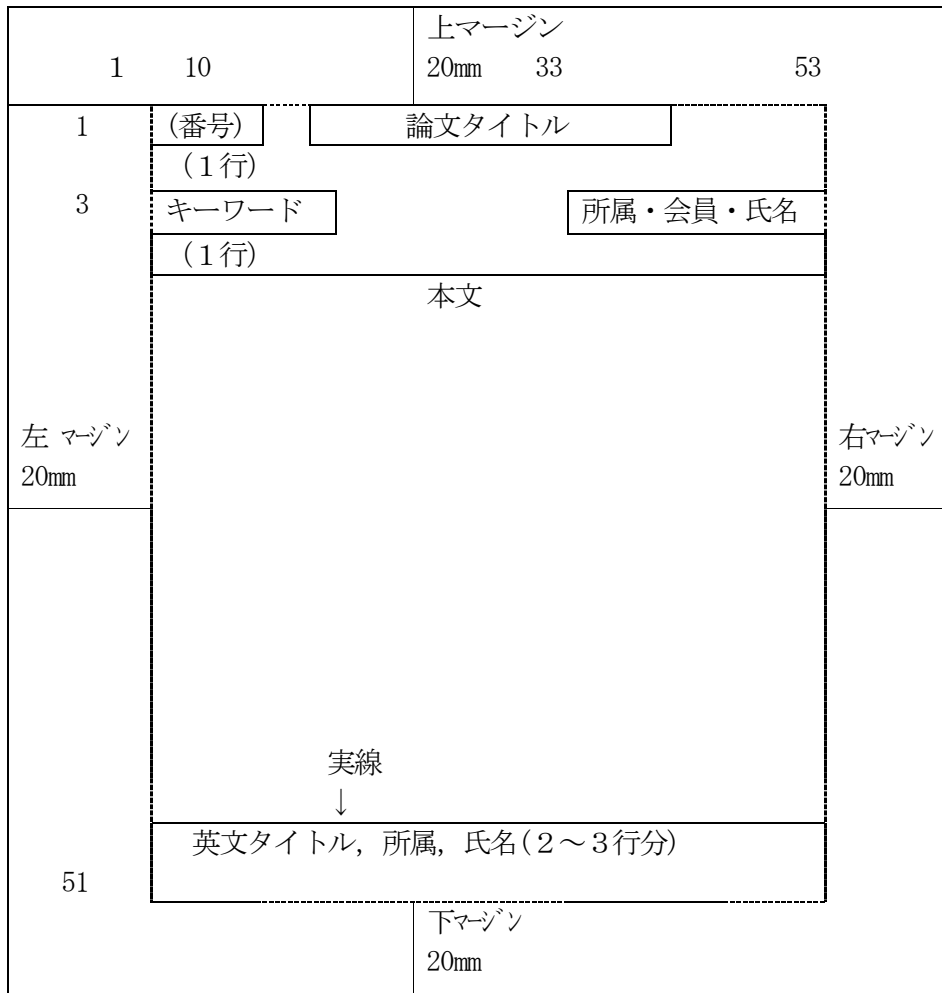 上マージン
1 10 20mm 33 53
1 (番号) 論文タイトル
(1行)
3 キーワード 所属・会員・氏名
(1行)
本文
左 マージン 右マージン
20mm 20mm
実線
↓
英文タイトル, 所属, 氏名(2～3行分)
51
下マージン
20mm